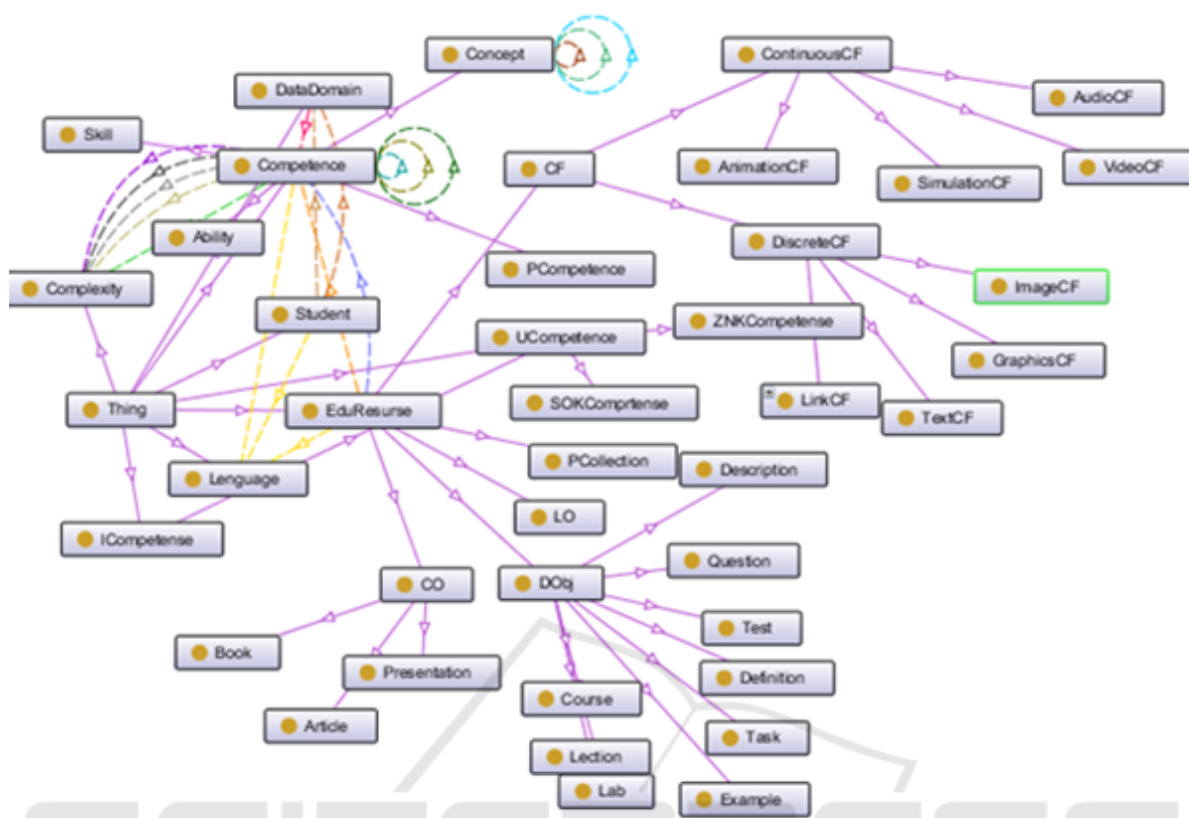 Concept
ContinuousCF
DataDomain
AudioCF
Skill
Competence
CF
AnimationCF
VideoCF
SimulationCF
Ability
DiscreteCF
PCompetence
Complexity
ImageCF
Student
ZNKCompetense
UCompetence
GraphicsCF
Thing
EduResurse
SOKComprtense
LinkCF
TextCF
PCollection
Description
Lenguage
LO
ICompetense
Question
CO
DObj
Test
Book
Presentation
Definition
Course
Article
Task
Lection
Lab
Example